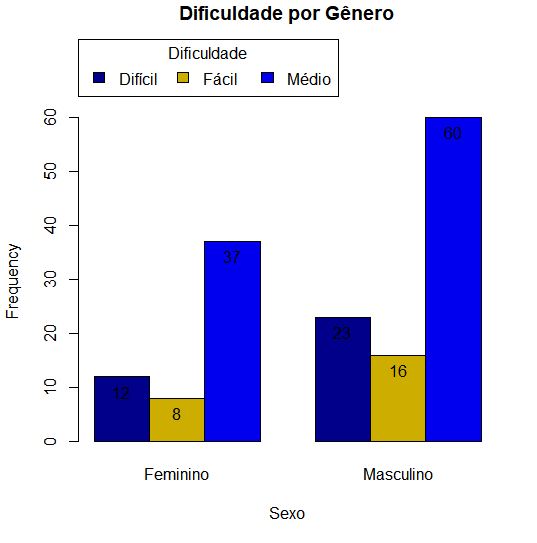 Dificuldade por Gênero
Dificuldade
Difícil Fácil Médio
60
50
40
30
20
10
0
Frequency
12
8
37
23
16
60
Feminino Masculino
Sexo